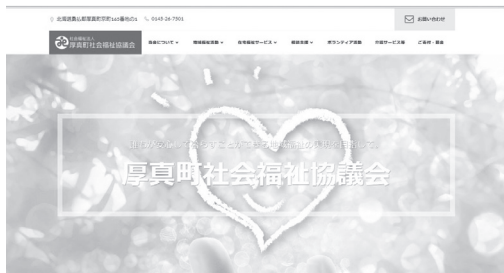 北海道勇払郡厚真町京町165番地の1 0145-26-7501
お問い合わせ
社会福祉法人
厚真町社会福祉協議会
協会について 地域福祉活動 在宅福祉サービス 相談支援 ボランティア活動 介護サービス等 ご寄付・募金
厚真町社会福祉協議会